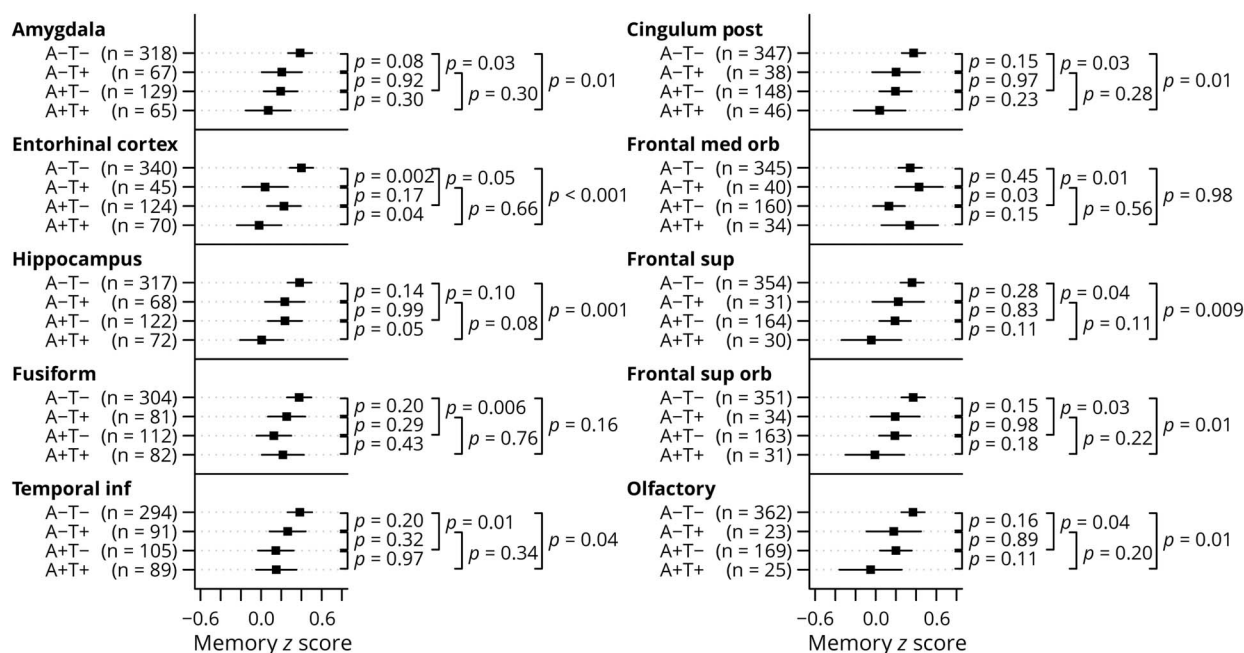 Amygdala
A−T− (n = 318)
A−T+ (n = 67)
A+T− (n = 129)
A+T+ (n = 65)
p = 0.08
p = 0.92
p = 0.30
p = 0.03
p = 0.30
p = 0.01
Entorhinal cortex
A−T− (n = 340)
A−T+ (n = 45)
A+T− (n = 124)
A+T+ (n = 70)
p = 0.002
p = 0.17
p = 0.04
p = 0.05
p = 0.66
p < 0.001
Hippocampus
A−T− (n = 317)
A−T+ (n = 68)
A+T− (n = 122)
A+T+ (n = 72)
p = 0.14
p = 0.99
p = 0.05
p = 0.10
p = 0.08
p = 0.001
Fusiform
A−T− (n = 304)
A−T+ (n = 81)
A+T− (n = 112)
A+T+ (n = 82)
p = 0.20
p = 0.29
p = 0.43
p = 0.006
p = 0.76
p = 0.16
Temporal inf
A−T− (n = 294)
A−T+ (n = 91)
A+T− (n = 105)
A+T+ (n = 89)
p = 0.20
p = 0.32
p = 0.97
p = 0.01
p = 0.34
p = 0.04
−0.6 0.0 0.6
Memory z score
Cingulum post
A−T− (n = 347)
A−T+ (n = 38)
A+T− (n = 148)
A+T+ (n = 46)
p = 0.15
p = 0.97
p = 0.23
p = 0.03
p = 0.28
p = 0.01
Frontal med orb
A−T− (n = 345)
A−T+ (n = 40)
A+T− (n = 160)
A+T+ (n = 34)
p = 0.45
p = 0.03
p = 0.15
p = 0.01
p = 0.56
p = 0.98
Frontal sup
A−T− (n = 354)
A−T+ (n = 31)
A+T− (n = 164)
A+T+ (n = 30)
p = 0.28
p = 0.83
p = 0.11
p = 0.04
p = 0.11
p = 0.009
Frontal sup orb
A−T− (n = 351)
A−T+ (n = 34)
A+T− (n = 163)
A+T+ (n = 31)
p = 0.15
p = 0.98
p = 0.18
p = 0.03
p = 0.22
p = 0.01
Olfactory
A−T− (n = 362)
A−T+ (n = 23)
A+T− (n = 169)
A+T+ (n = 25)
p = 0.16
p = 0.89
p = 0.11
p = 0.04
p = 0.20
p = 0.01
−0.6 0.0 0.6
Memory z score